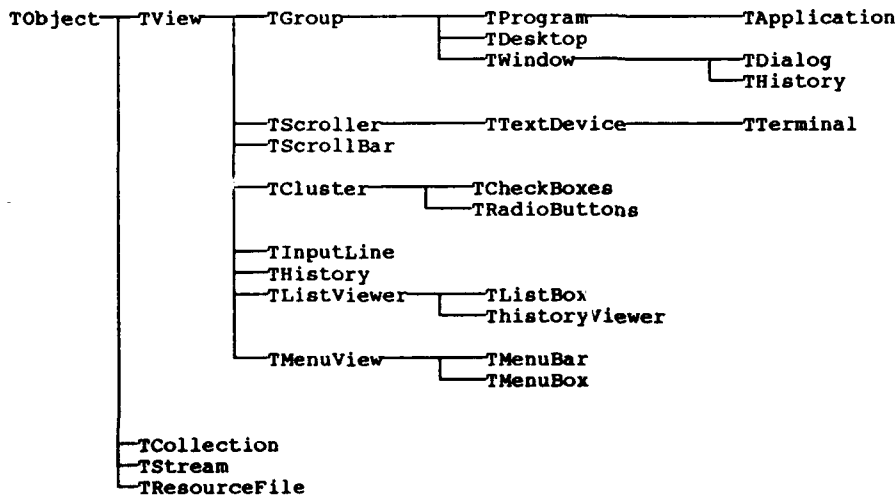 TObject TView TGroup TProgram TApplication
TDesktop
TWindow TDialog
THistory
TScroller TTextDevice TTerminal
TScrollBar
TCluster TCheckBoxes
TRadioButtons
TInputLine
THistory
TListViewer TListBox
ThistoryViewer
TMenuView TMenuBar
TMenuBox
TCollection
TStream
TResourceFile